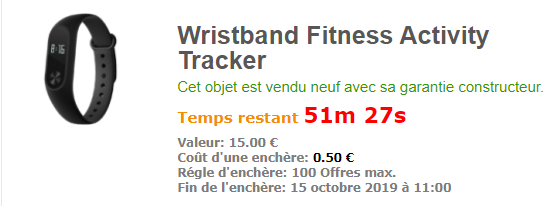 8:16
Wristband Fitness Activity
Tracker
Cet objet est vendu neuf avec sa garantie constructeur.
Temps restant 51m 27s
Valeur: 15.00 €
Coût d'une enchère: 0.50 €
Régle d'enchère: 100 Offres max.
Fin de l'enchère: 15 octobre 2019 à 11:00